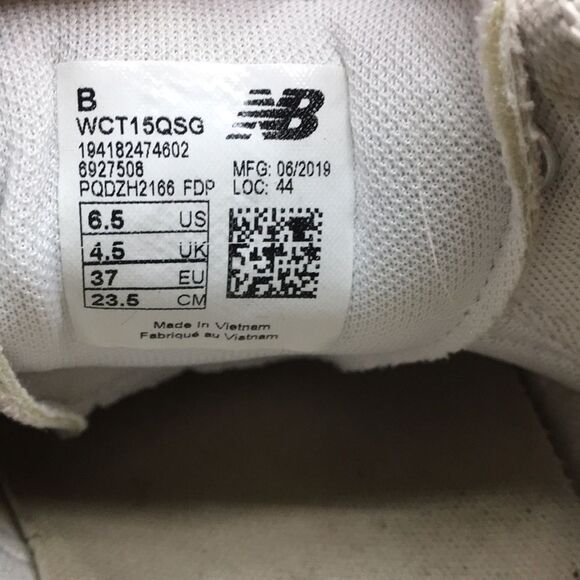 B
WCT15QSG
NB
194182474602
6927508
MFG: 06/2019
PQDZH2166 FDP
LOC: 44
6.5 US
4.5 UK
37 EU
23.5 CM
Made in Vietnam
Fabriqué au Vietnam